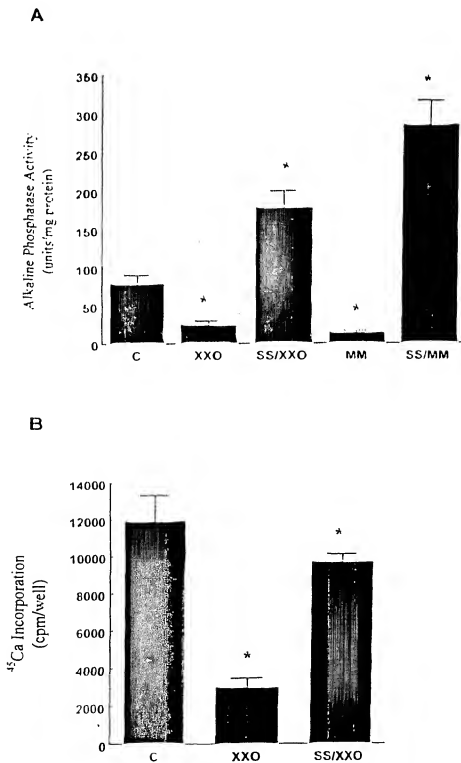 A
Alkaline Phosphatase Activity
(units/mg protein)
350
300
250
200
150
100
50
0
*
*
*
*
C XXO SS/XXO MM SS/MM
B
⁴⁵Ca Incorporation
(cpm/well)
14000
12000
10000
8000
6000
4000
2000
0
*
*
C XXO SS/XXO